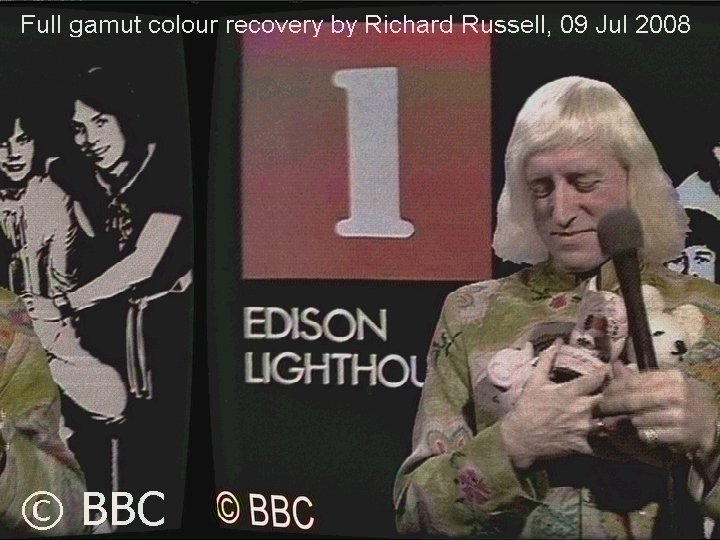 Full gamut colour recovery by Richard Russell, 09 Jul 2008
1
EDISON
LIGHTHOU
© BBC
© BBC